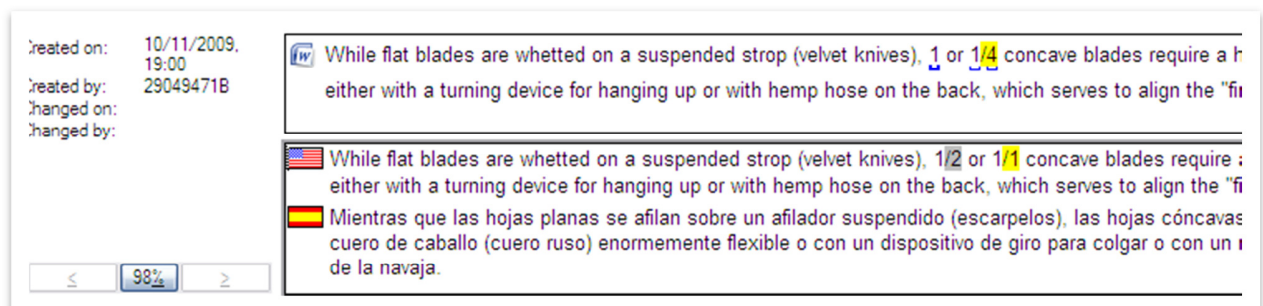 Created on: 10/11/2009,
19:00
Created by: 29049471B
Changed on:
Changed by:
While flat blades are whetted on a suspended strop (velvet knives), 1 or 1/4 concave blades require a
either with a turning device for hanging up or with hemp hose on the back, which serves to align the
While flat blades are whetted on a suspended strop (velvet knives), 1/2 or 1/1 concave blades require
either with a turning device for hanging up or with hemp hose on the back, which serves to align the
Mientras que las hojas planas se afilan sobre un afilador suspendido (escarpelos), las hojas cóncavas
cuero de caballo (cuero ruso) enormemente flexible o con un dispositivo de giro para colgar o con un
de la navaja.
< 98% >